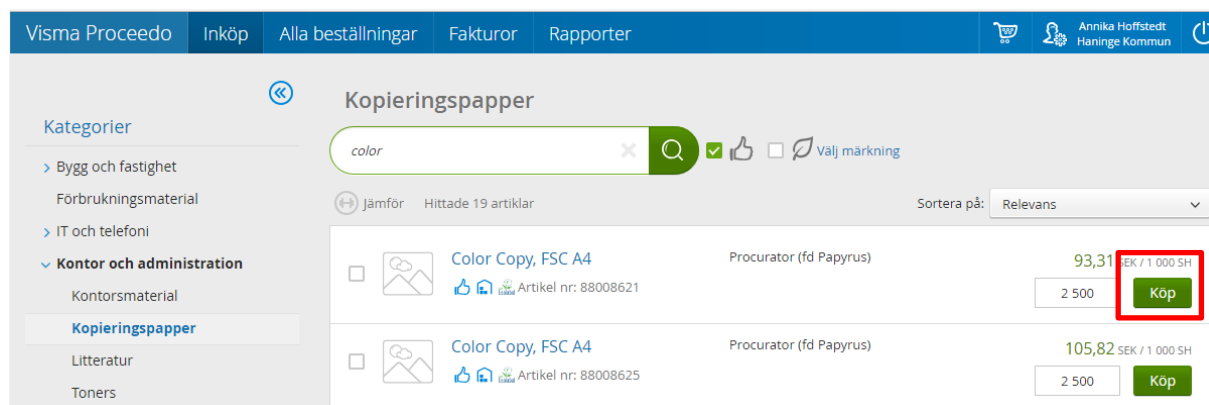 Visma Proceedo Inköp Alla beställningar Fakturor Rapporter Annika Hoffstedt
Haninge Kommun
Kategorier
Bygg och fastighet
Förbrukningsmaterial
IT och telefoni
Kontor och administration
Kontorsmaterial
Kopieringspapper
Litteratur
Toners
Kopieringspapper
color
Välj märkning
Jämför Hittade 19 artiklar Sortera på: Relevans
Color Copy, FSC A4 Procurator (fd Papyrus) 93,31 SEK / 1 000 SH
Artikel nr: 88008621 2 500 Köp
Color Copy, FSC A4 Procurator (fd Papyrus) 105,82 SEK / 1 000 SH
Artikel nr: 88008625 2 500 Köp